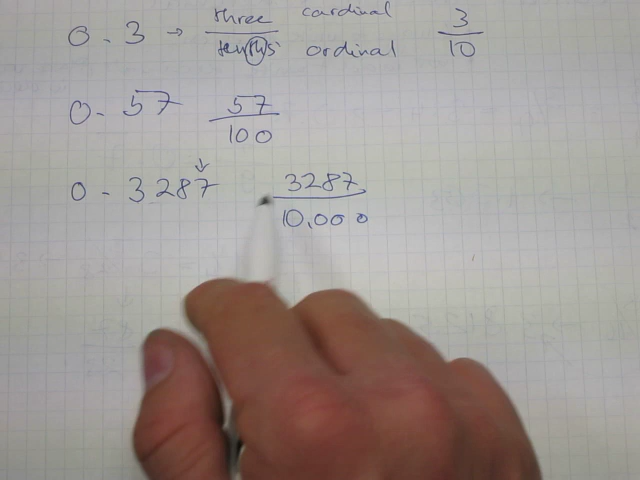 0.3 → three/tenths cardinal ordinal 3/10
0.57 57/100
0.3287 3287/10,000